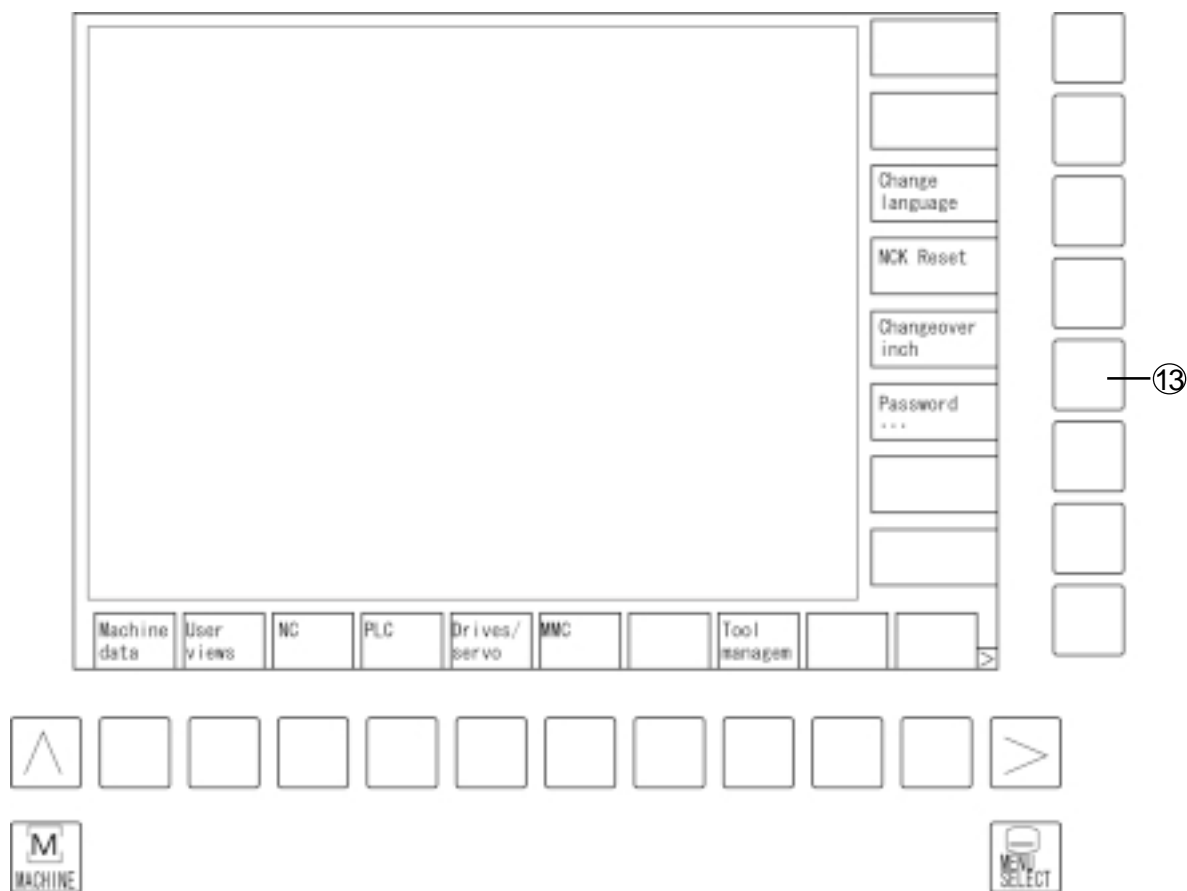 Change
language
NCK Reset
Changeover
inch
⑬
Password
...
Machine
data
User
views
NC
PLC
Drives/
servo
MMC
Tool
managem
>
M
MACHINE
MENU
SELECT